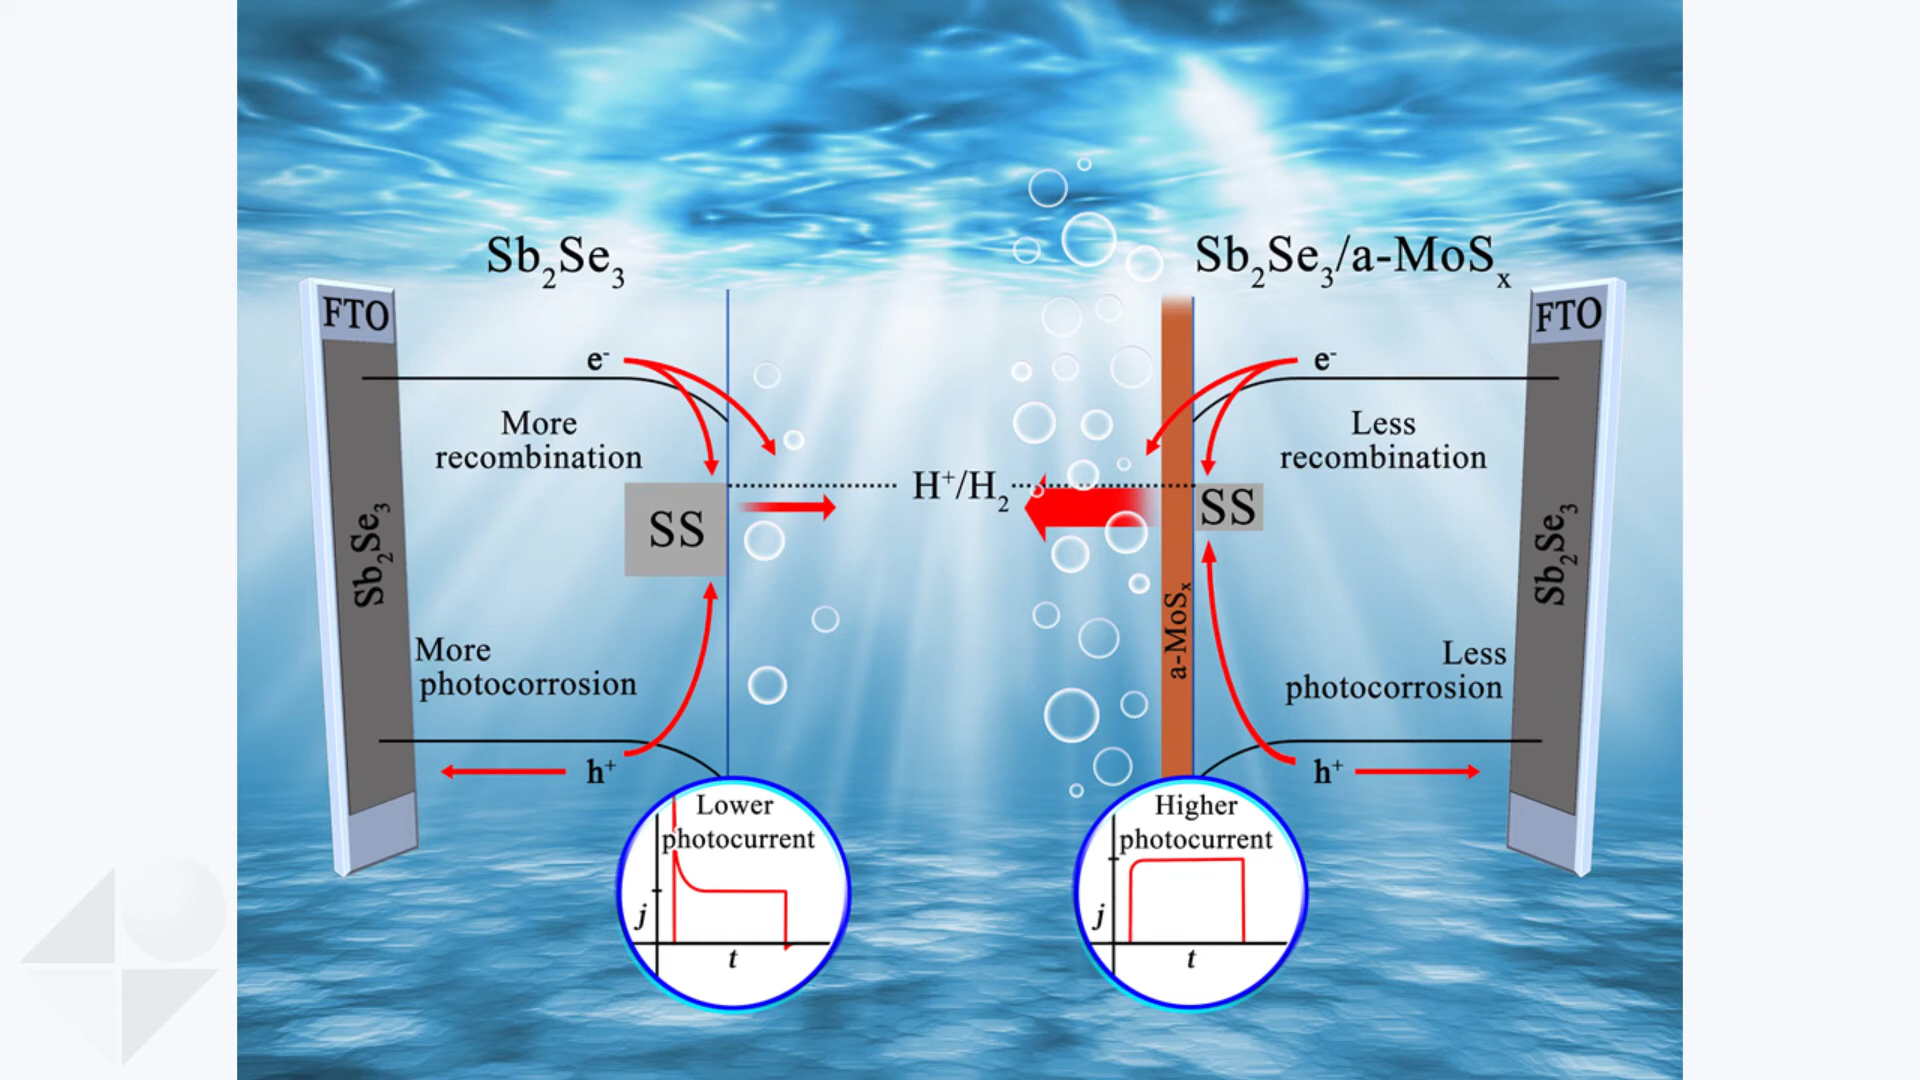 Sb₂Se₃
FTO
e⁻
More
recombination
SS
Sb₂Se₃
More
photocorrosion
h⁺
Lower
photocurrent
j
t
H⁺/H₂
Sb₂Se₃/a-MoSₓ
FTO
e⁻
Less
recombination
SS
a-MoSₓ
Sb₂Se₃
Less
photocorrosion
h⁺
Higher
photocurrent
j
t